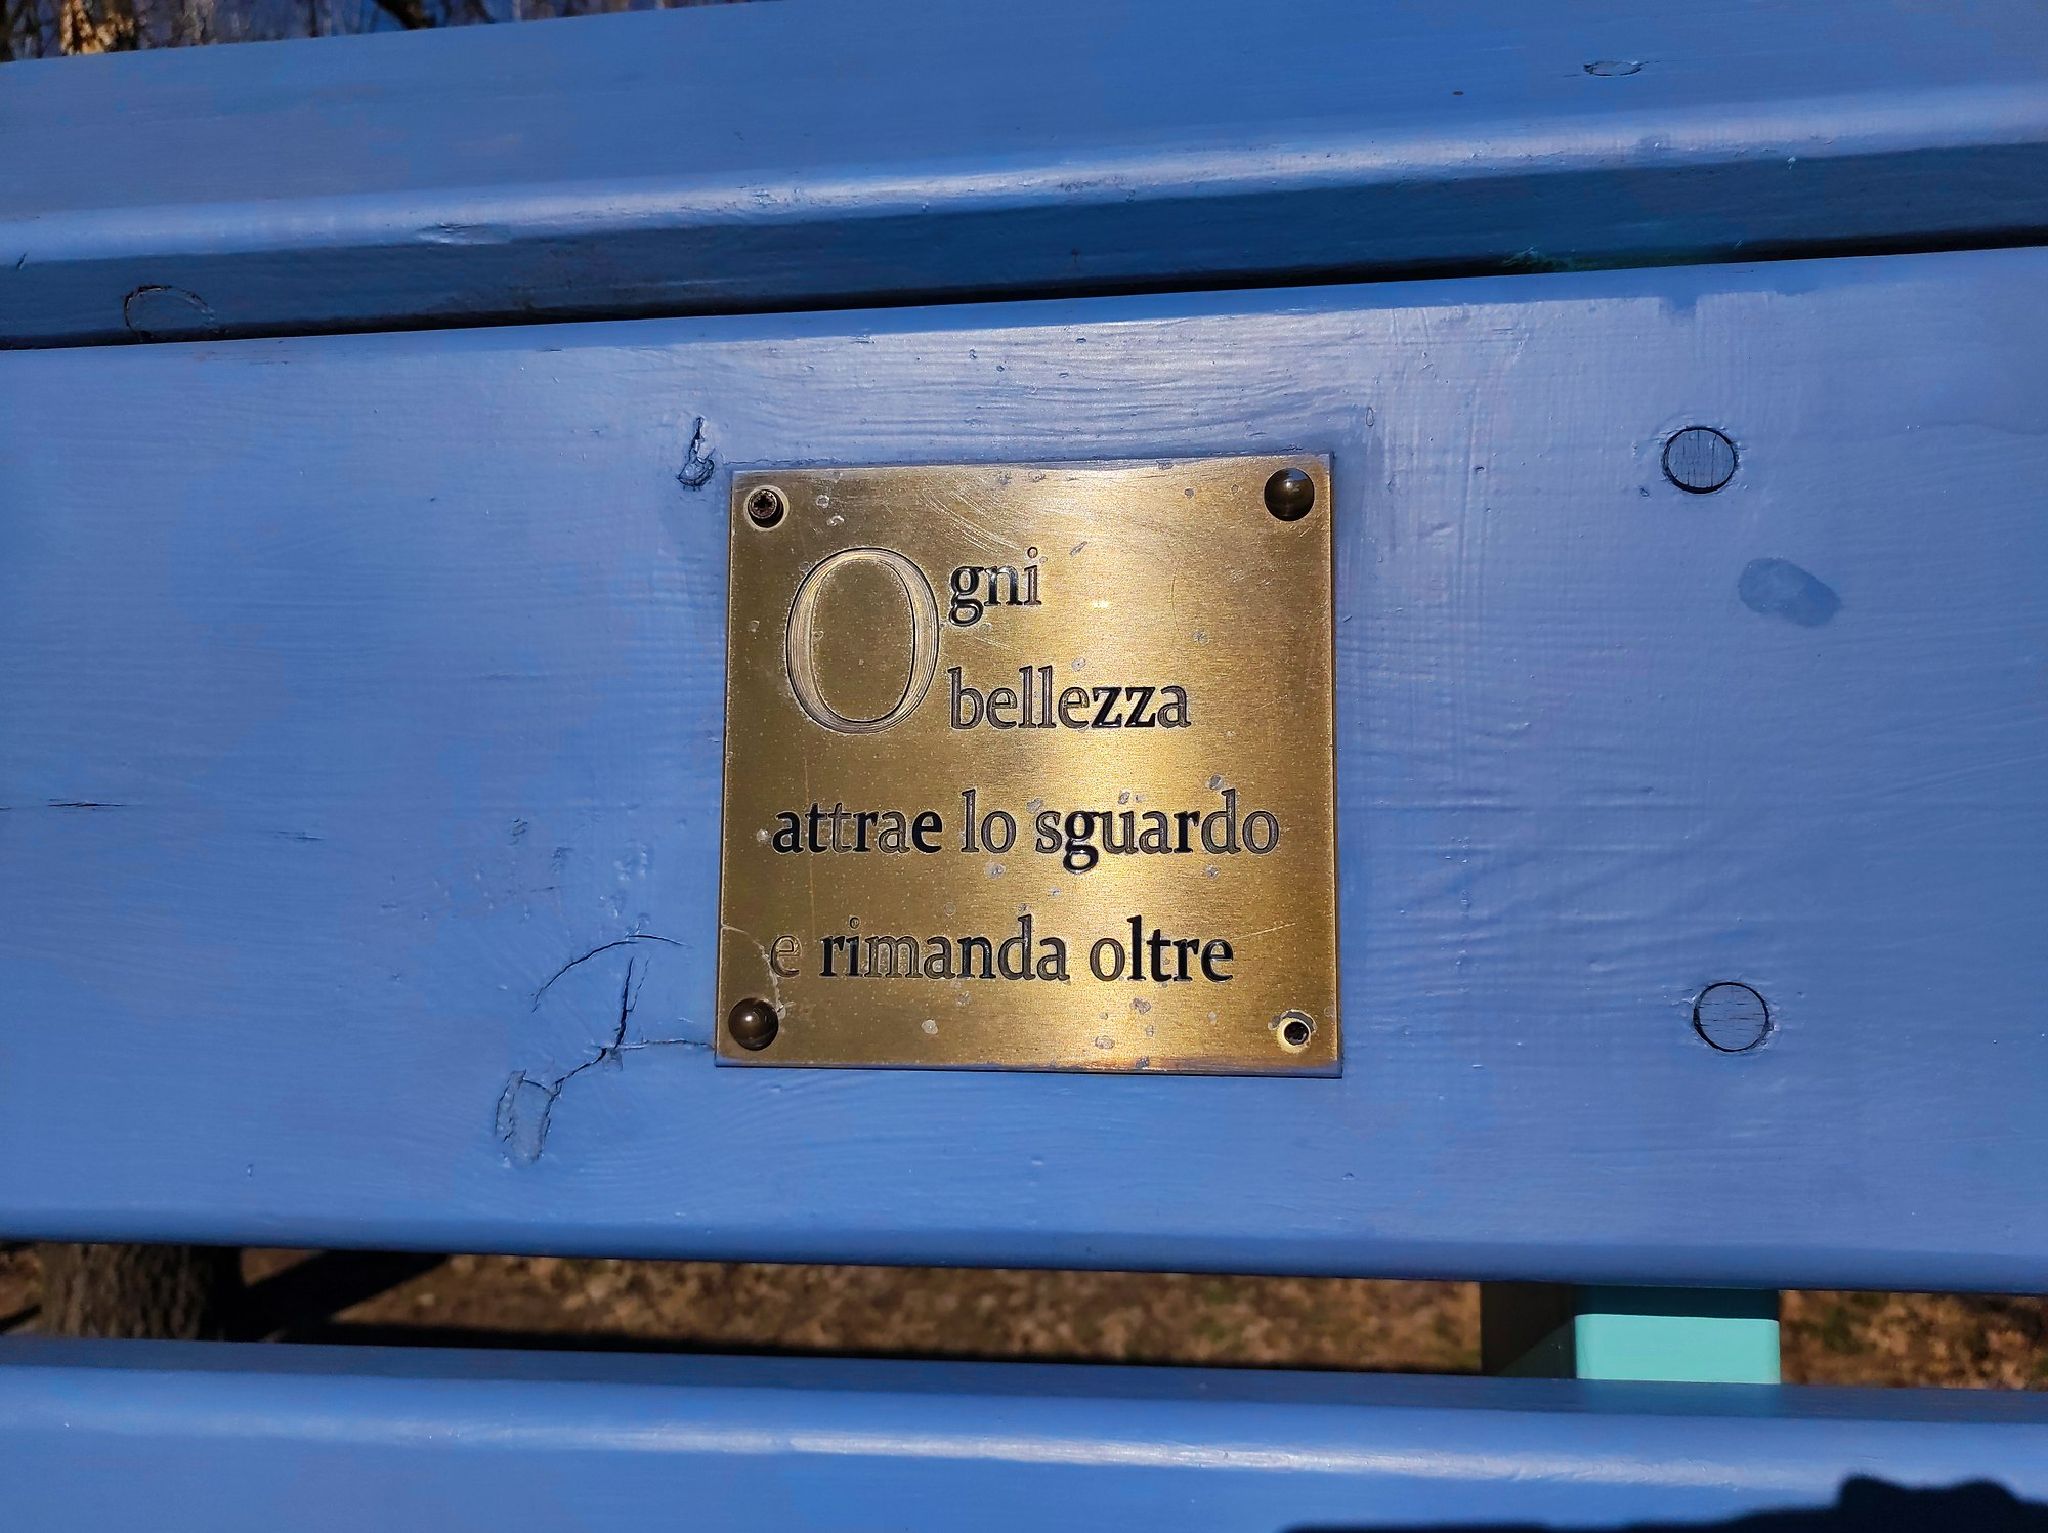 Ogni
bellezza
attrae lo sguardo
e rimanda oltre